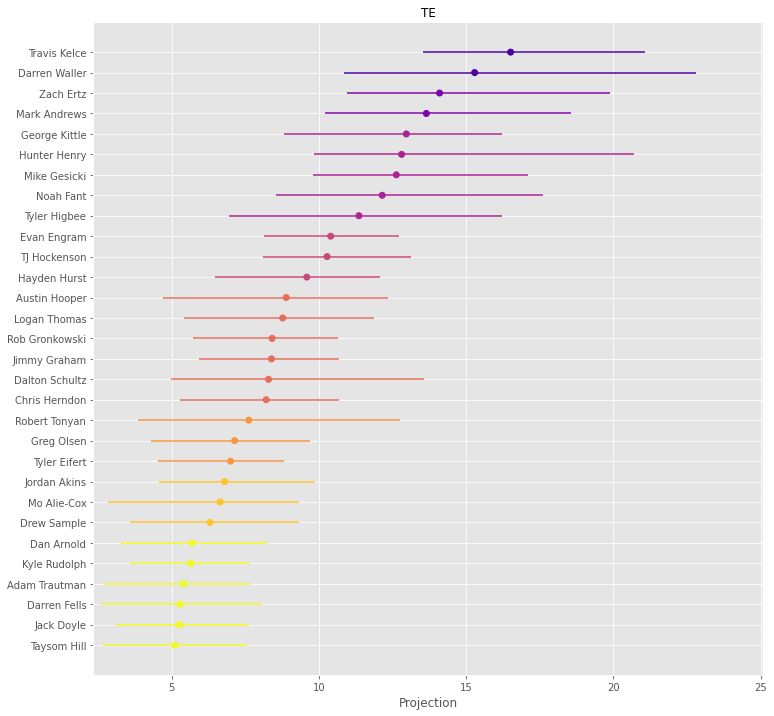 TE
Travis Kelce
Darren Waller
Zach Ertz
Mark Andrews
George Kittle
Hunter Henry
Mike Gesicki
Noah Fant
Tyler Higbee
Evan Engram
TJ Hockenson
Hayden Hurst
Austin Hooper
Logan Thomas
Rob Gronkowski
Jimmy Graham
Dalton Schultz
Chris Herndon
Robert Tonyan
Greg Olsen
Tyler Eifert
Jordan Akins
Mo Alie-Cox
Drew Sample
Dan Arnold
Kyle Rudolph
Adam Trautman
Darren Fells
Jack Doyle
Taysom Hill
5 10 15 20 25
Projection